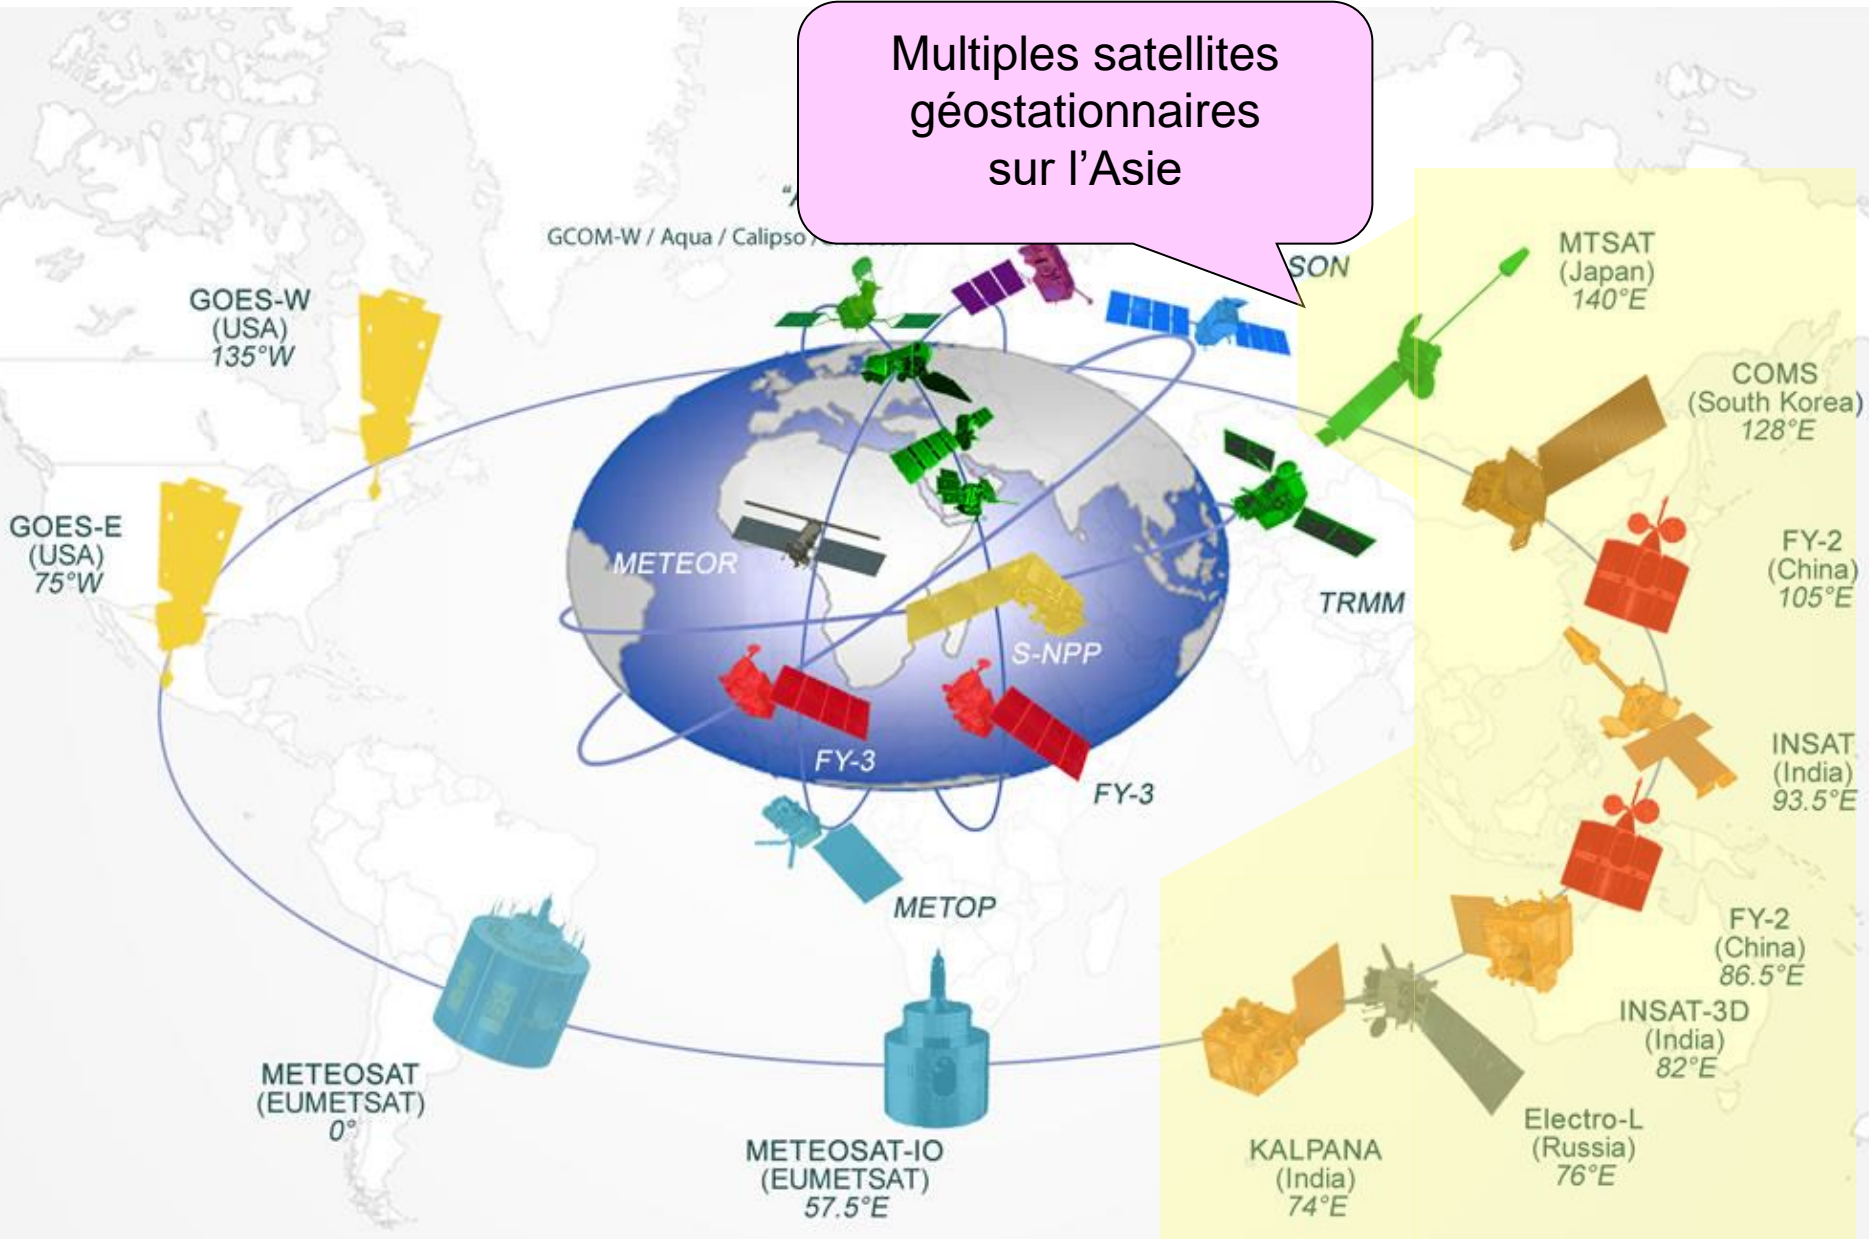 Multiples satellites
géostationnaires
sur l’Asie
GCOM-W / Aqua / Calipso /
SON
MTSAT
(Japan)
140°E
GOES-W
(USA)
135°W
COMS
(South Korea)
128°E
GOES-E
(USA)
75°W
FY-2
(China)
105°E
METEOR
TRMM
S-NPP
INSAT
(India)
93.5°E
FY-3
FY-3
METOP
FY-2
(China)
86.5°E
INSAT-3D
(India)
82°E
METEOSAT
(EUMETSAT)
0°
Electro-L
(Russia)
76°E
METEOSAT-IO
(EUMETSAT)
57.5°E
KALPANA
(India)
74°E